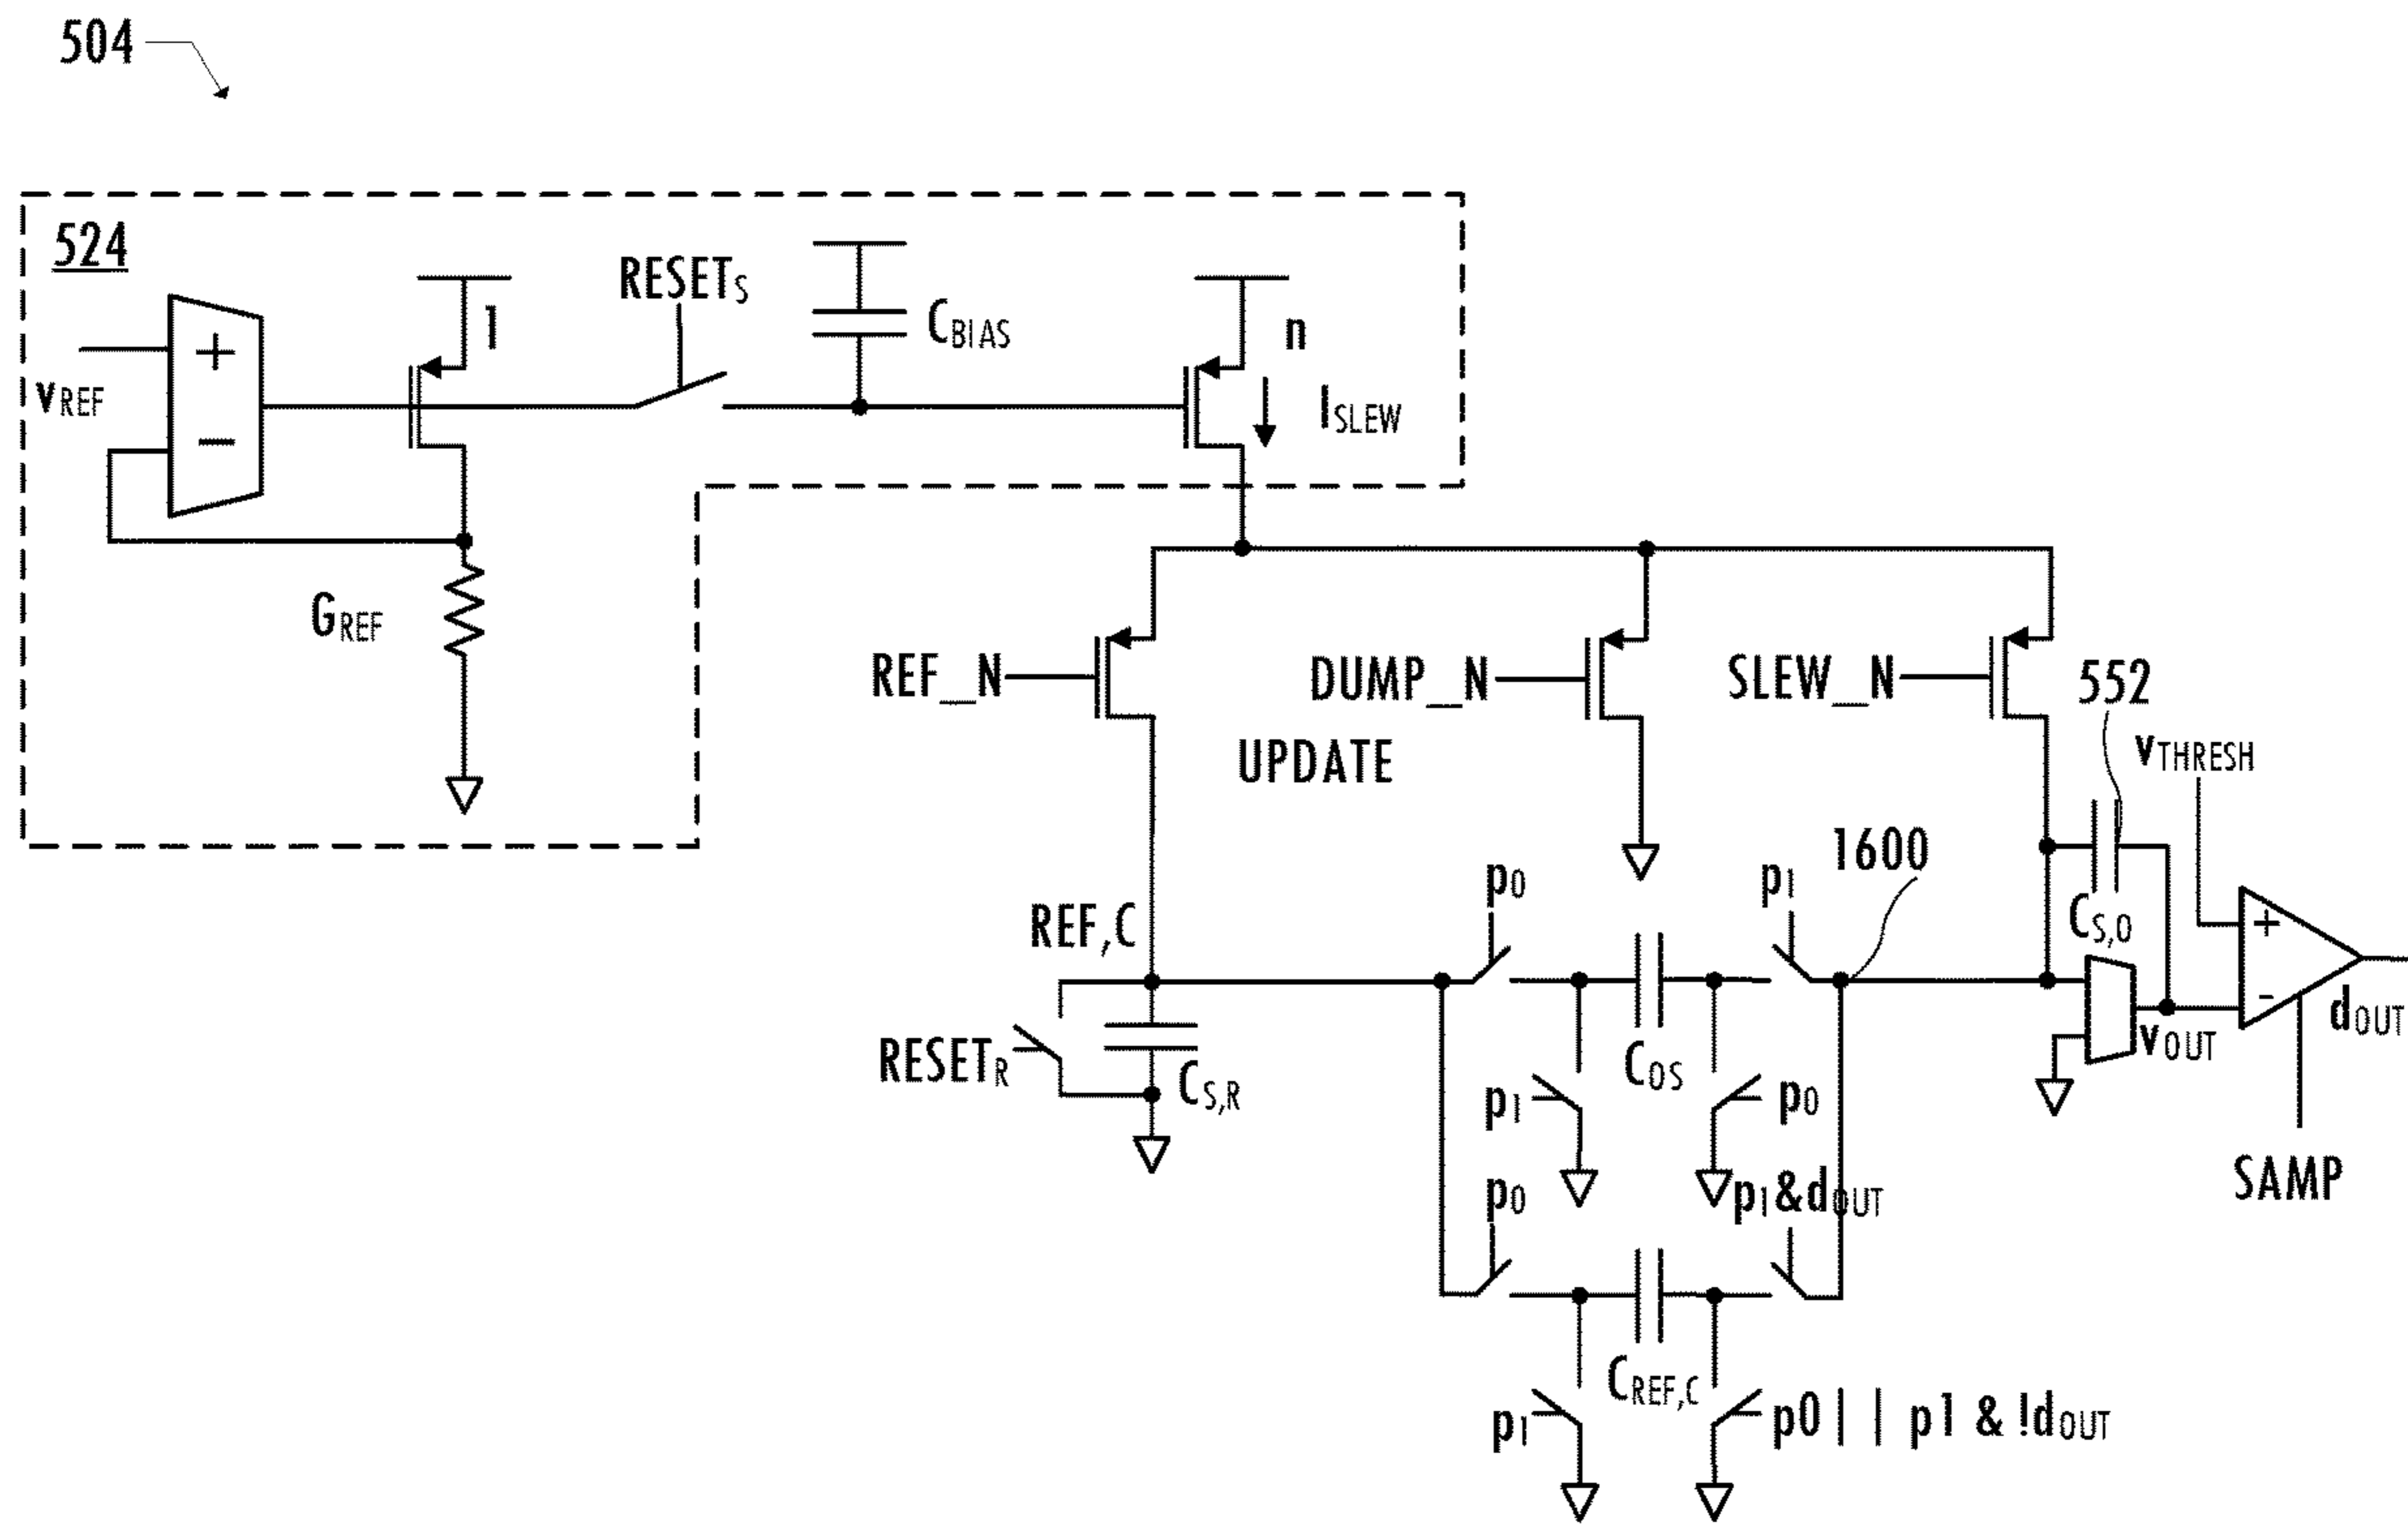 504
524
RESETS
CBIAS
1
n
vREF
+
−
ISLEW
GREF
REF_N
DUMP_N
SLEW_N
552
UPDATE
vTHRESH
1600
p0
p1
REF,C
CS,O
+
-
dOUT
vOUT
RESETR
CS,R
COS
p1
p0
p0
p1&dOUT
SAMP
CREF,C
p1
p0|| p1 & !dOUT